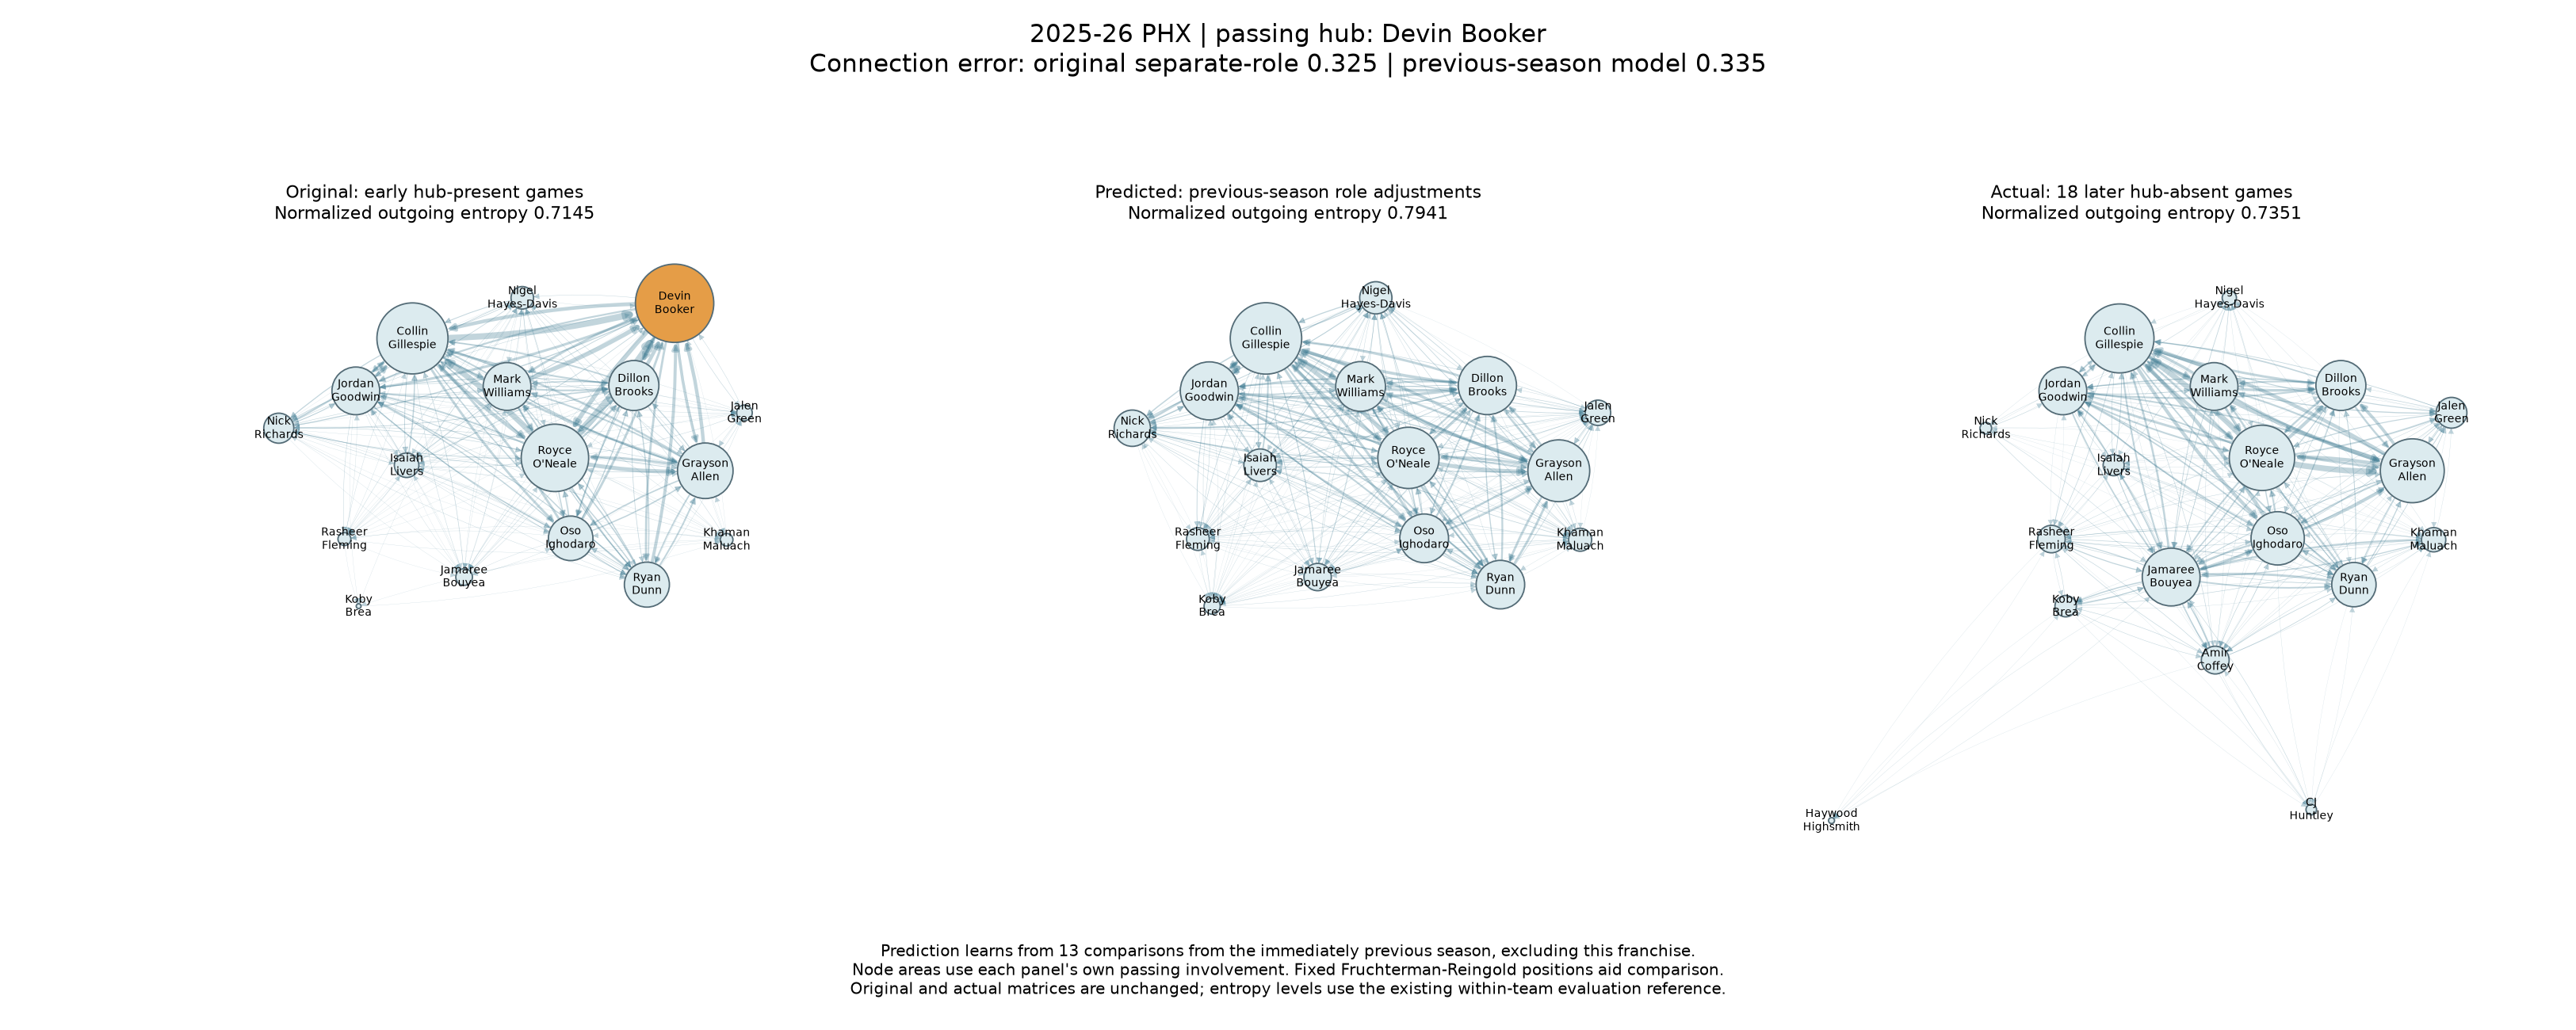 2025-26 PHX | passing hub: Devin Booker
Connection error: original separate-role 0.325 | previous-season model 0.335
Original: early hub-present games
Normalized outgoing entropy 0.7145
Nigel
Hayes-Davis
Devin
Booker
Collin
Gillespie
Jordan
Goodwin
Mark
Williams
Dillon
Brooks
Jalen
Green
Nick
Richards
Isaiah
Livers
Royce
O'Neale
Grayson
Allen
Rasheer
Fleming
Oso
Ighodaro
Khaman
Maluach
Jamaree
Bouyea
Ryan
Dunn
Koby
Brea
Predicted: previous-season role adjustments
Normalized outgoing entropy 0.7941
Nigel
Hayes-Davis
Collin
Gillespie
Jordan
Goodwin
Mark
Williams
Dillon
Brooks
Jalen
Green
Nick
Richards
Isaiah
Livers
Royce
O'Neale
Grayson
Allen
Rasheer
Fleming
Oso
Ighodaro
Khaman
Maluach
Jamaree
Bouyea
Ryan
Dunn
Koby
Brea
Actual: 18 later hub-absent games
Normalized outgoing entropy 0.7351
Nigel
Hayes-Davis
Collin
Gillespie
Jordan
Goodwin
Mark
Williams
Dillon
Brooks
Jalen
Green
Nick
Richards
Isaiah
Livers
Royce
O'Neale
Grayson
Allen
Rasheer
Fleming
Oso
Ighodaro
Khaman
Maluach
Jamaree
Bouyea
Ryan
Dunn
Koby
Brea
Amir
Coffey
Haywood
Highsmith
CJ
Huntley
Prediction learns from 13 comparisons from the immediately previous season, excluding this franchise.
Node areas use each panel's own passing involvement. Fixed Fruchterman-Reingold positions aid comparison.
Original and actual matrices are unchanged; entropy levels use the existing within-team evaluation reference.